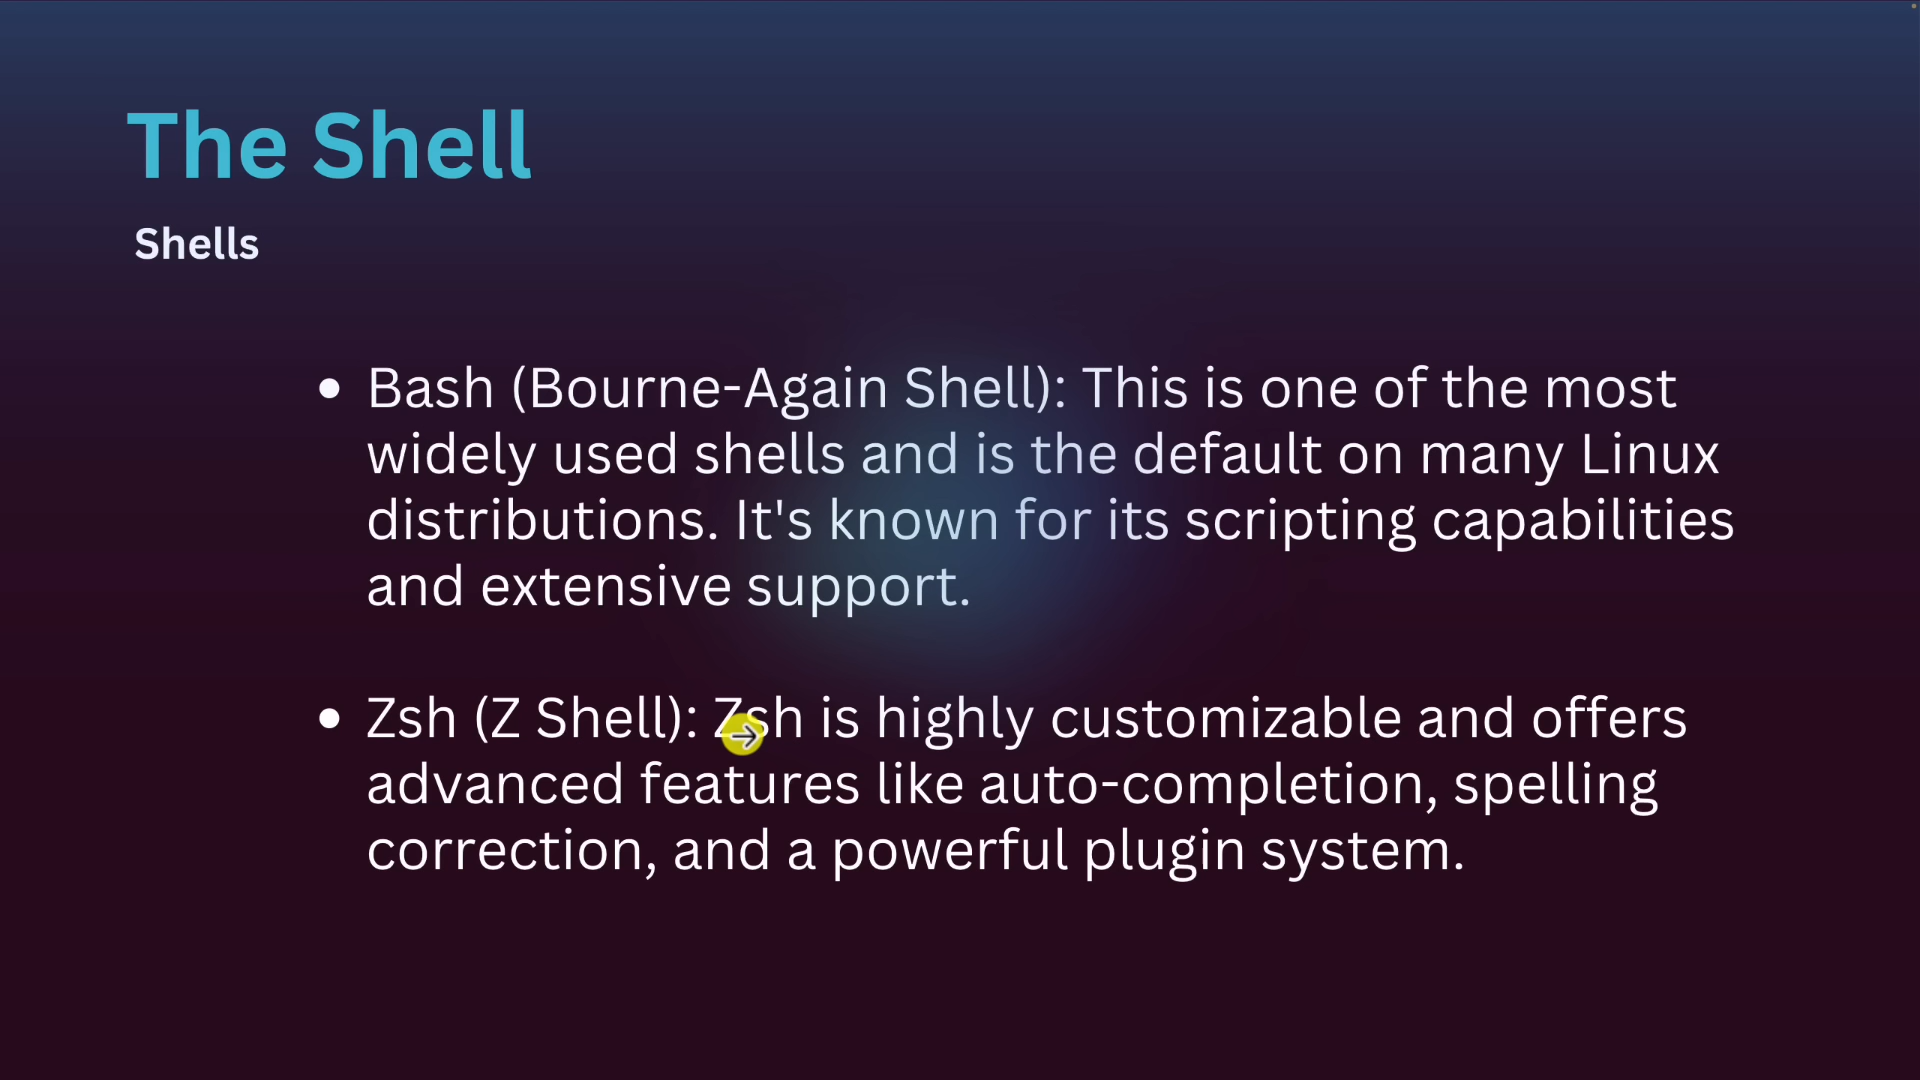 The Shell
Shells
• Bash (Bourne-Again Shell): This is one of the most
widely used shells and is the default on many Linux
distributions. It's known for its scripting capabilities
and extensive support.
• Zsh (Z Shell): Zsh is highly customizable and offers
advanced features like auto-completion, spelling
correction, and a powerful plugin system.